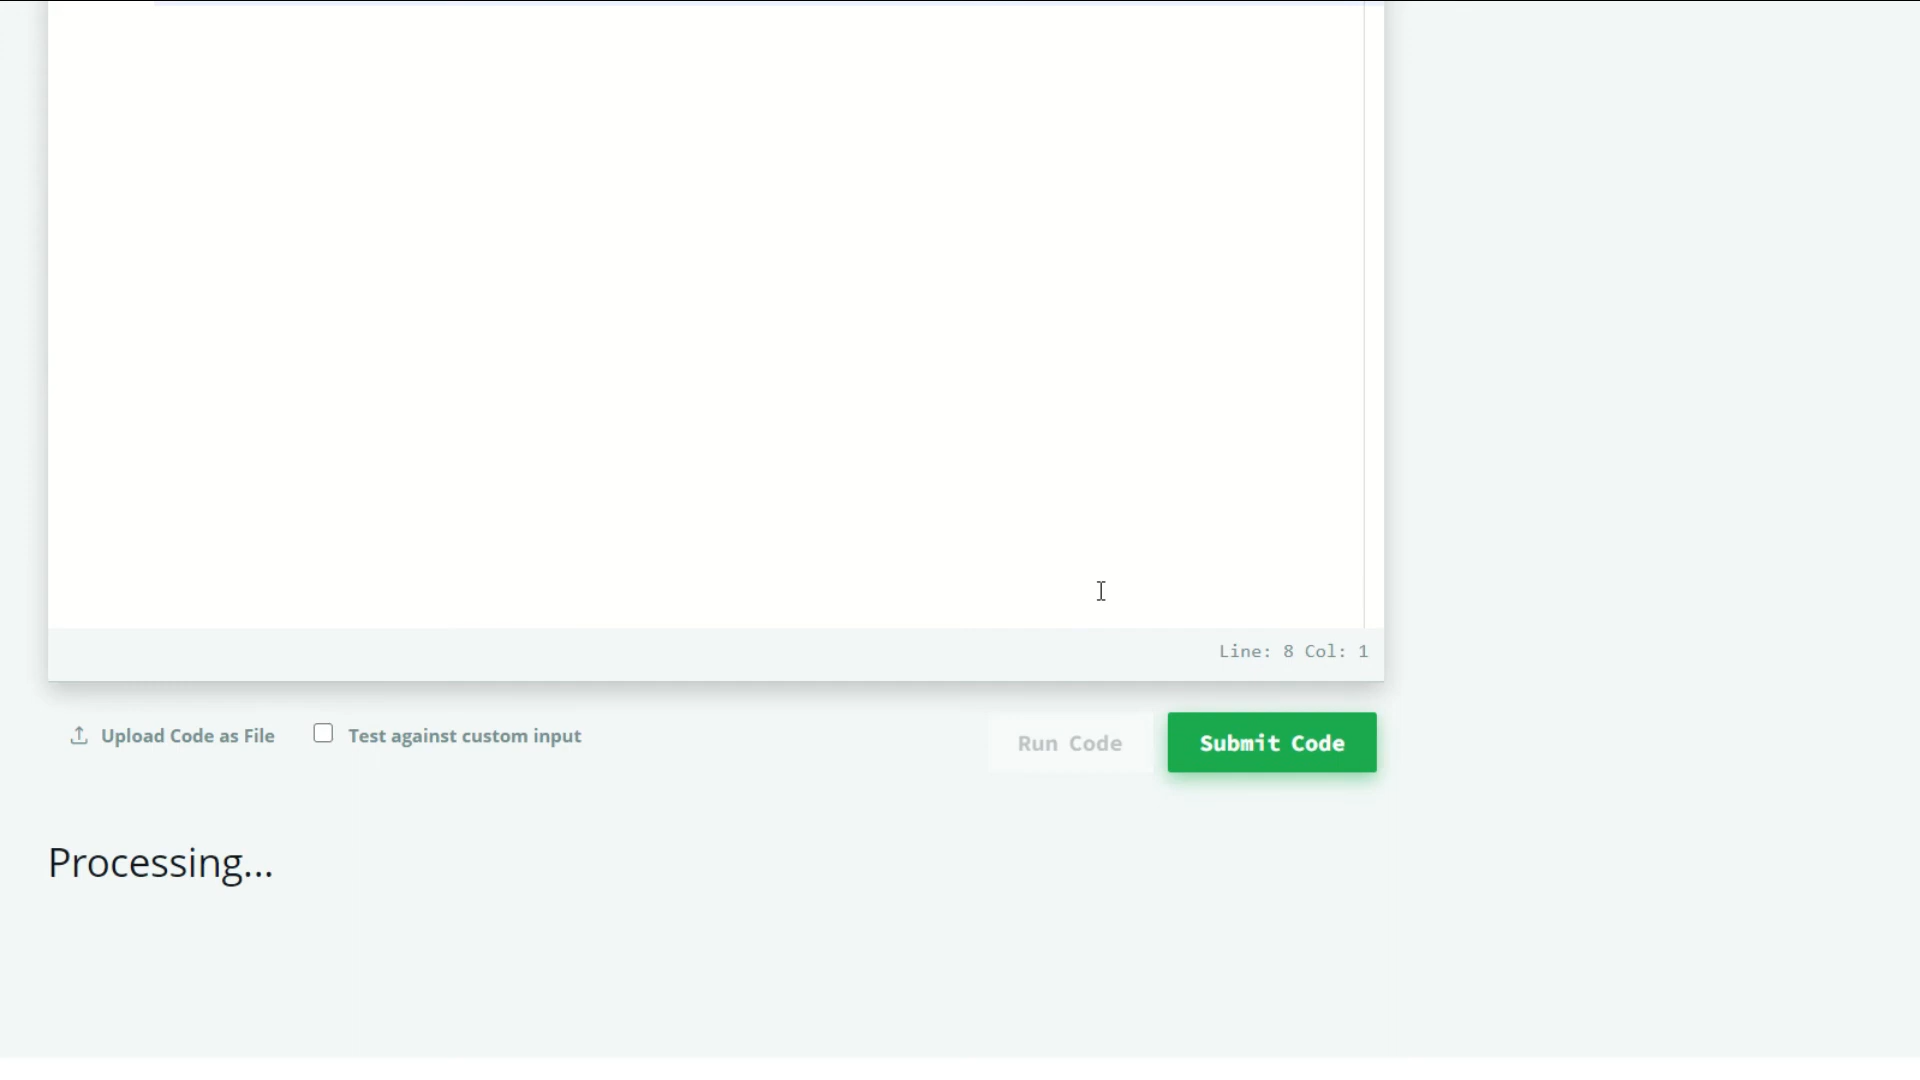 Line: 8 Col: 1
Upload Code as File
Test against custom input
Run Code
Submit Code
Processing...